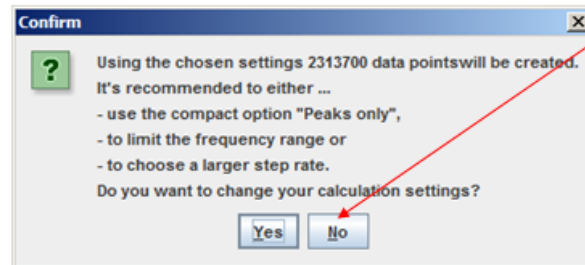 Confirm
Using the chosen settings 2313700 data pointswill be created.
It's recommended to either ...
- use the compact option "Peaks only",
- to limit the frequency range or
- to choose a larger step rate.
Do you want to change your calculation settings?
Yes No